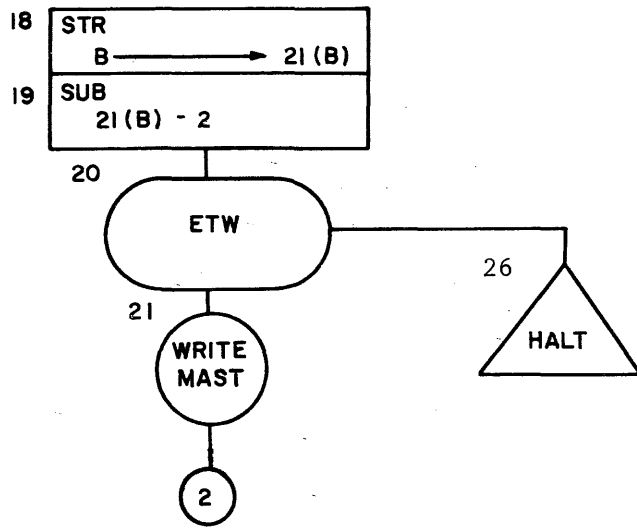 18 STR
B → 21(B)
19 SUB
21(B) - 2
20
ETW
26
21
HALT
WRITE
MAST
2